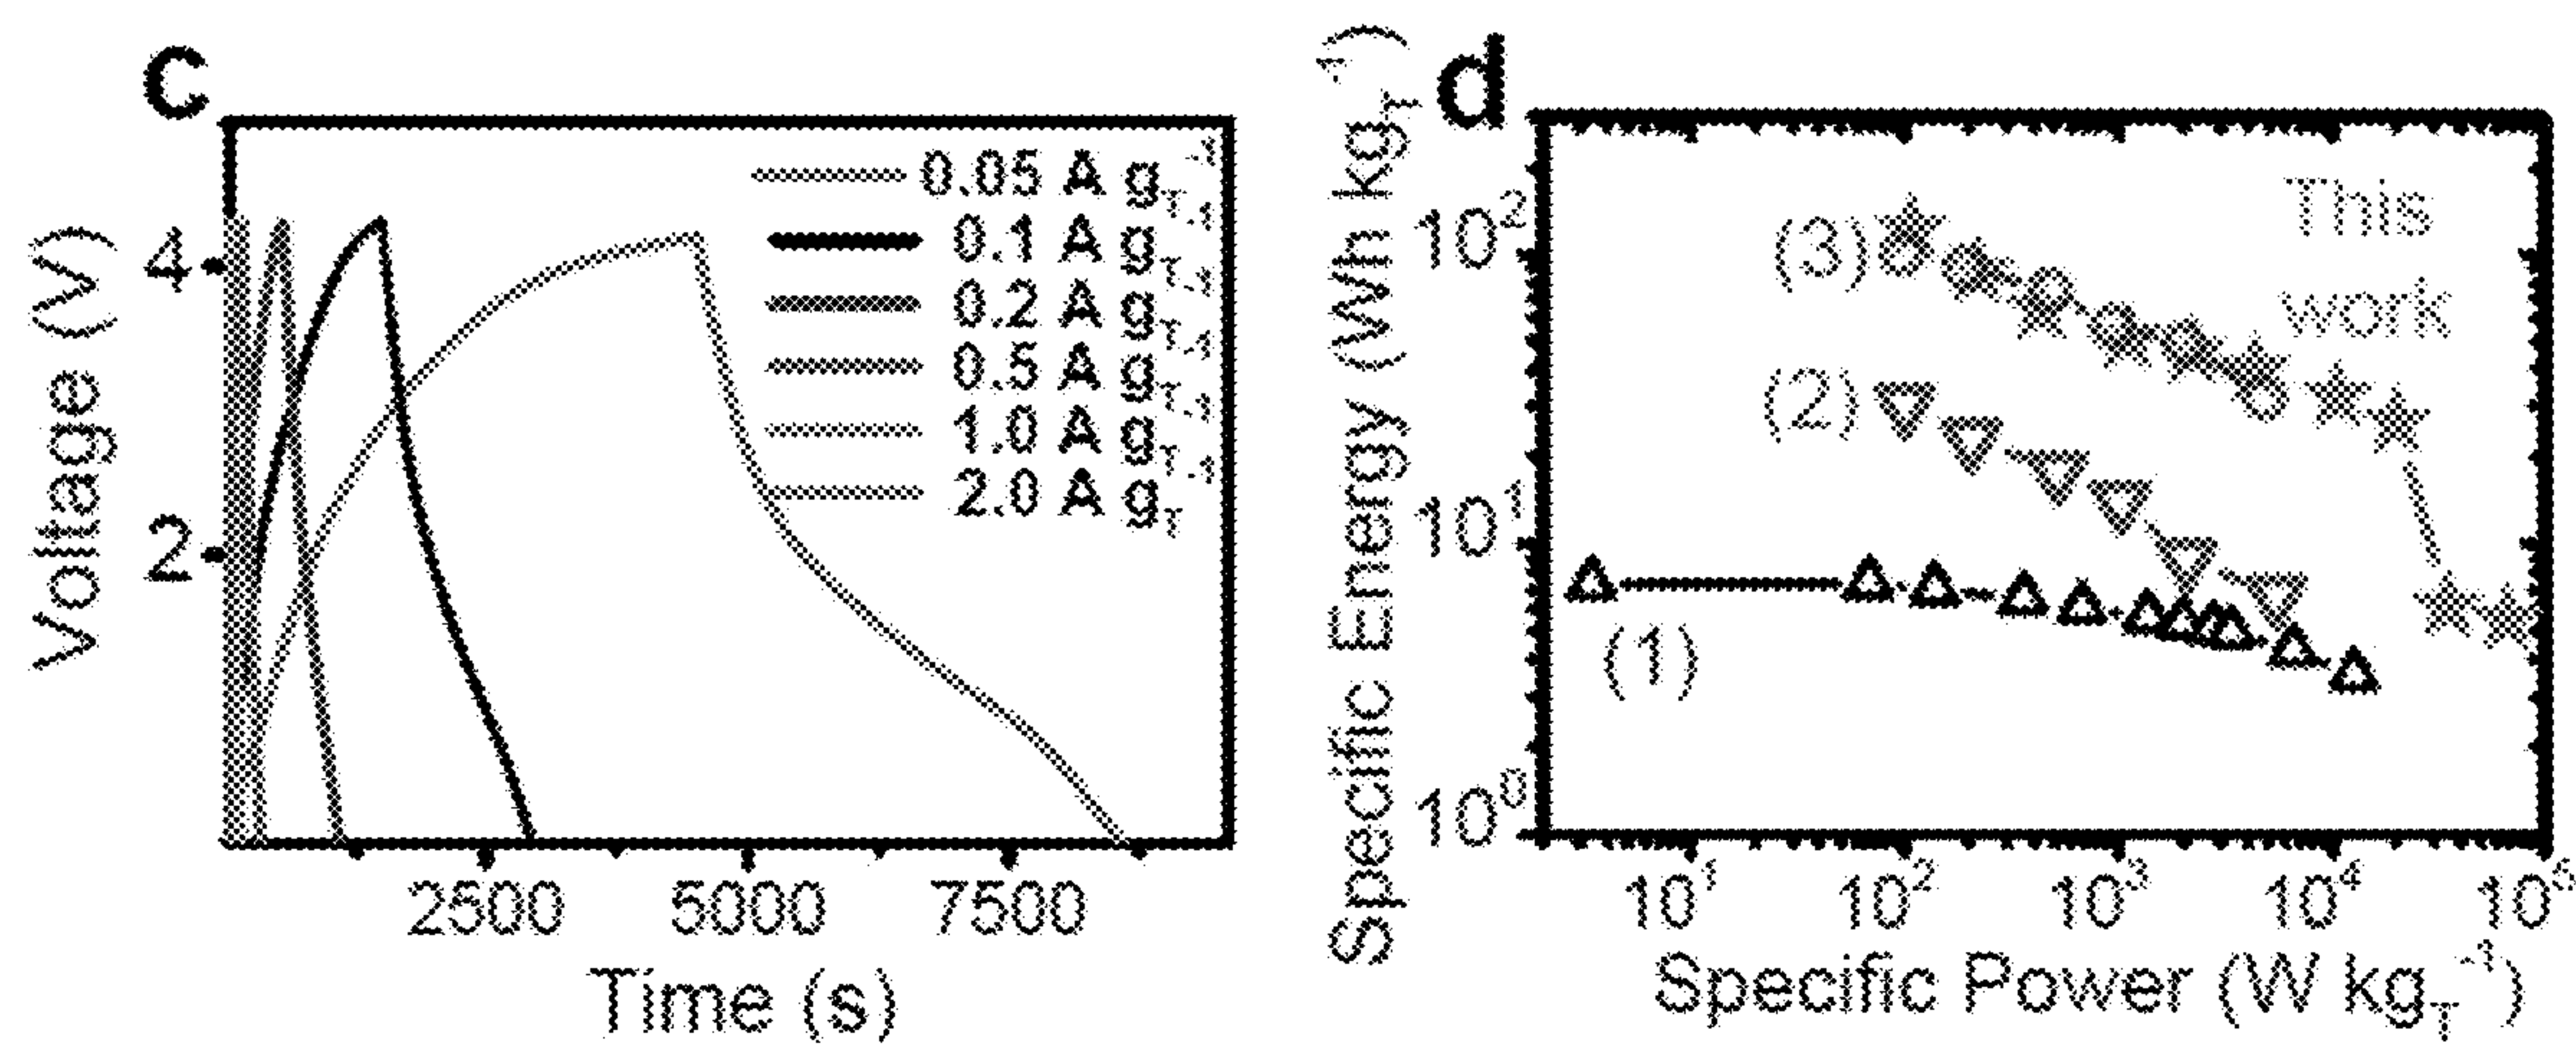 c
Voltage (V)
4
2
0.05 A g_T^-1
0.1 A g_T^-1
0.2 A g_T^-1
0.5 A g_T^-1
1.0 A g_T^-1
2.0 A g_T^-1
2500 5000 7500
Time (s)
d
Specific Energy (Wh kg_T^-1)
10^2
10^1
10^0
This
work
(3)
(2)
(1)
10^1 10^2 10^3 10^4 10^5
Specific Power (W kg_T^-1)